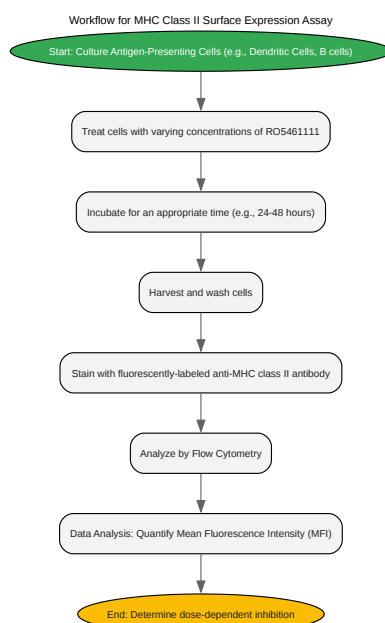 Workflow for MHC Class II Surface Expression Assay
Start: Culture Antigen-Presenting Cells (e.g., Dendritic Cells, B cells)
Treat cells with varying concentrations of RO5461111
Incubate for an appropriate time (e.g., 24-48 hours)
Harvest and wash cells
Stain with fluorescently-labeled anti-MHC class II antibody
Analyze by Flow Cytometry
Data Analysis: Quantify Mean Fluorescence Intensity (MFI)
End: Determine dose-dependent inhibition